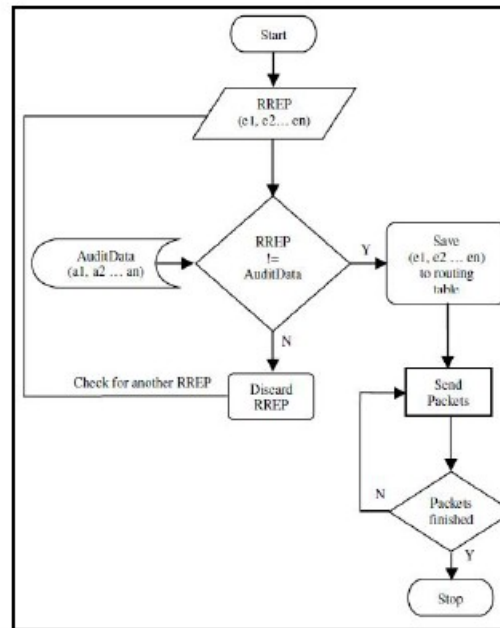 Start
RREP
(e1, e2... en)
RREP
!=
AuditData
Y
AuditData
(a1, a2 ... an)
Save
(e1, e2 ... en)
to routing
table
N
Check for another RREP
Discard
RREP
Send
Packets
N
Packets
finished
Y
Stop